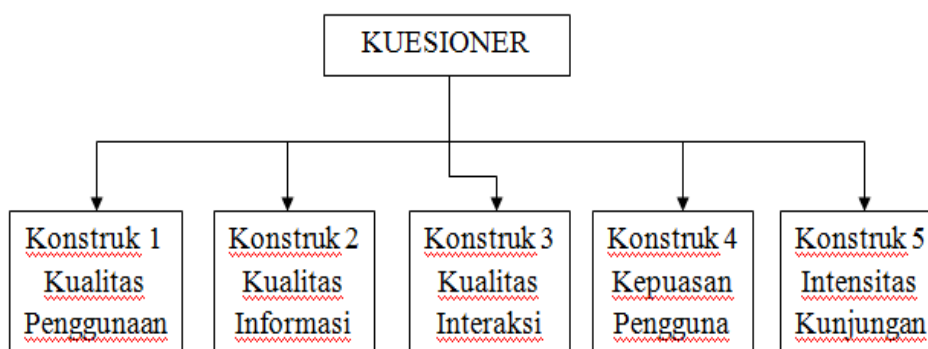 KUESIONER
Konstruk 1
Kualitas
Penggunaan
Konstruk 2
Kualitas
Informasi
Konstruk 3
Kualitas
Interaksi
Konstruk 4
Kepuasan
Pengguna
Konstruk 5
Intensitas
Kunjungan